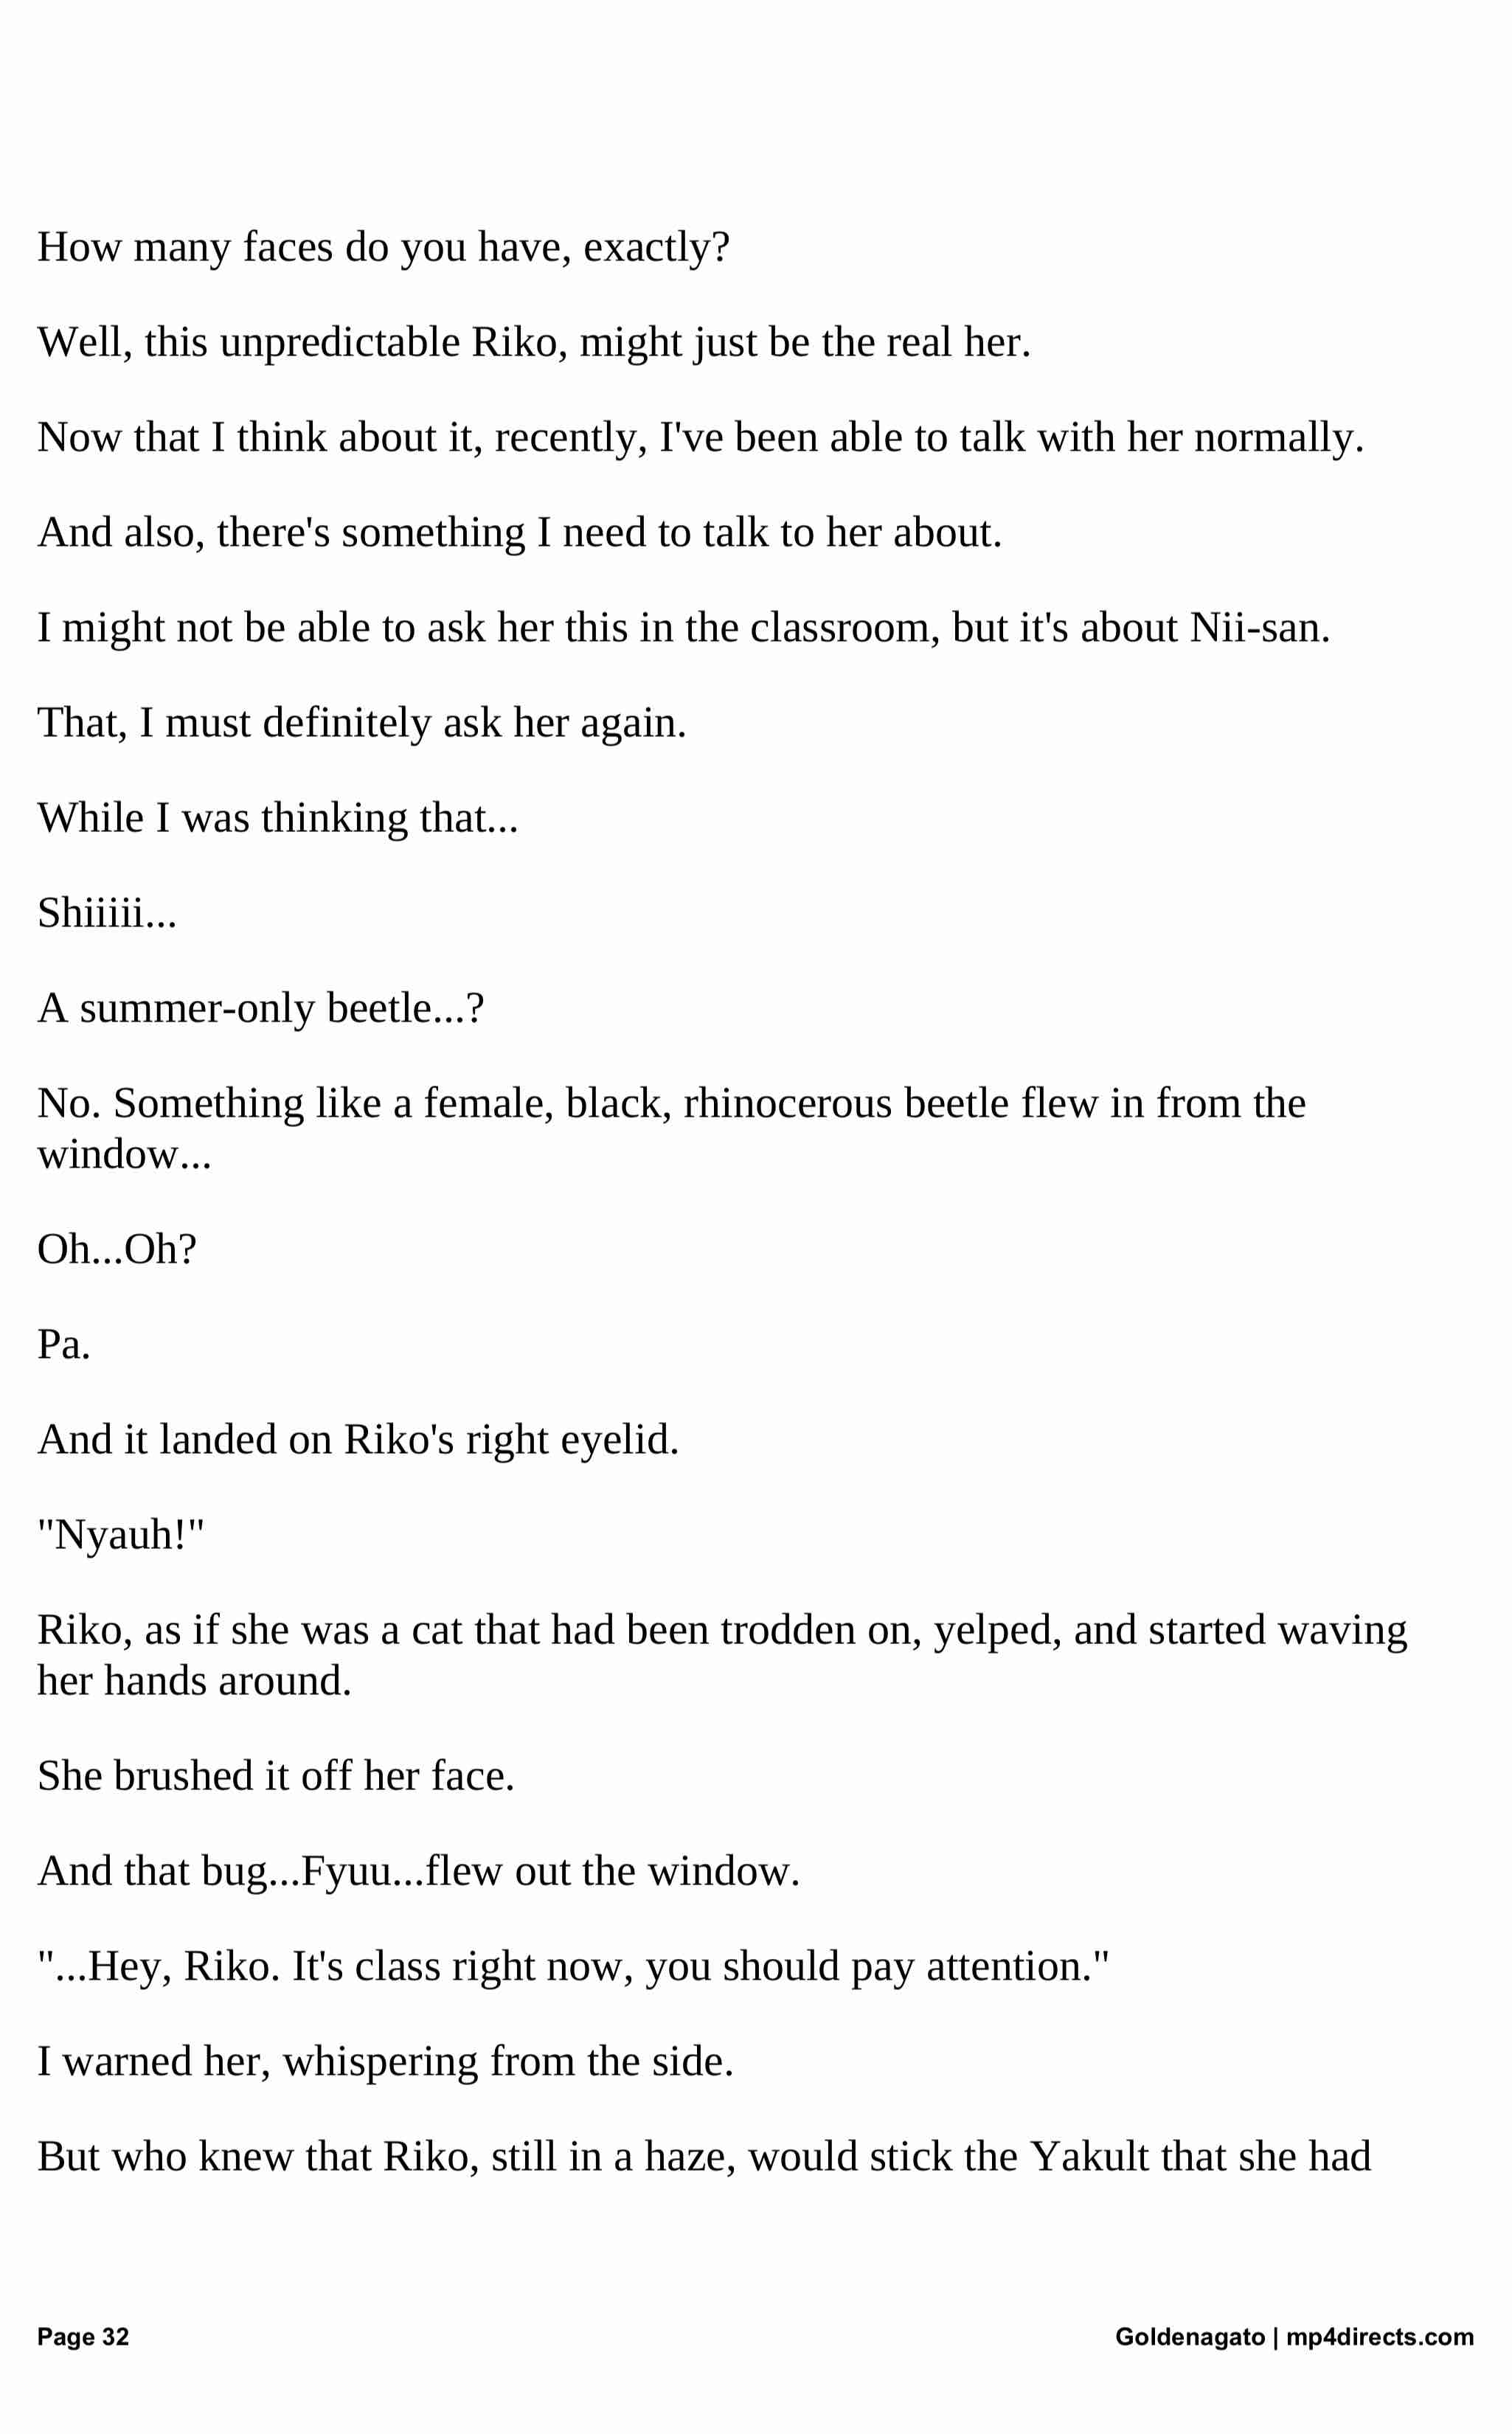 How many faces do you have, exactly?
Well, this unpredictable Riko, might just be the real her.
Now that I think about it, recently, I've been able to talk with her normally.
And also, there's something I need to talk to her about.
I might not be able to ask her this in the classroom, but it's about Nii-san.
That, I must definitely ask her again.
While I was thinking that...
Shiiiii...
A summer-only beetle...?
No. Something like a female, black, rhinocerous beetle flew in from the
window...
Oh...Oh?
Pa.
And it landed on Riko's right eyelid.
"Nyauh!"
Riko, as if she was a cat that had been trodden on, yelped, and started waving
her hands around.
She brushed it off her face.
And that bug...Fyuu...flew out the window.
"...Hey, Riko. It's class right now, you should pay attention."
I warned her, whispering from the side.
But who knew that Riko, still in a haze, would stick the Yakult that she had
Page 32
Goldenagato | mp4directs.com